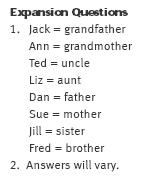 Expansion Questions
1. Jack = grandfather
Ann = grandmother
Ted = uncle
Liz = aunt
Dan = father
Sue = mother
Jill = sister
Fred = brother
2. Answers will vary.